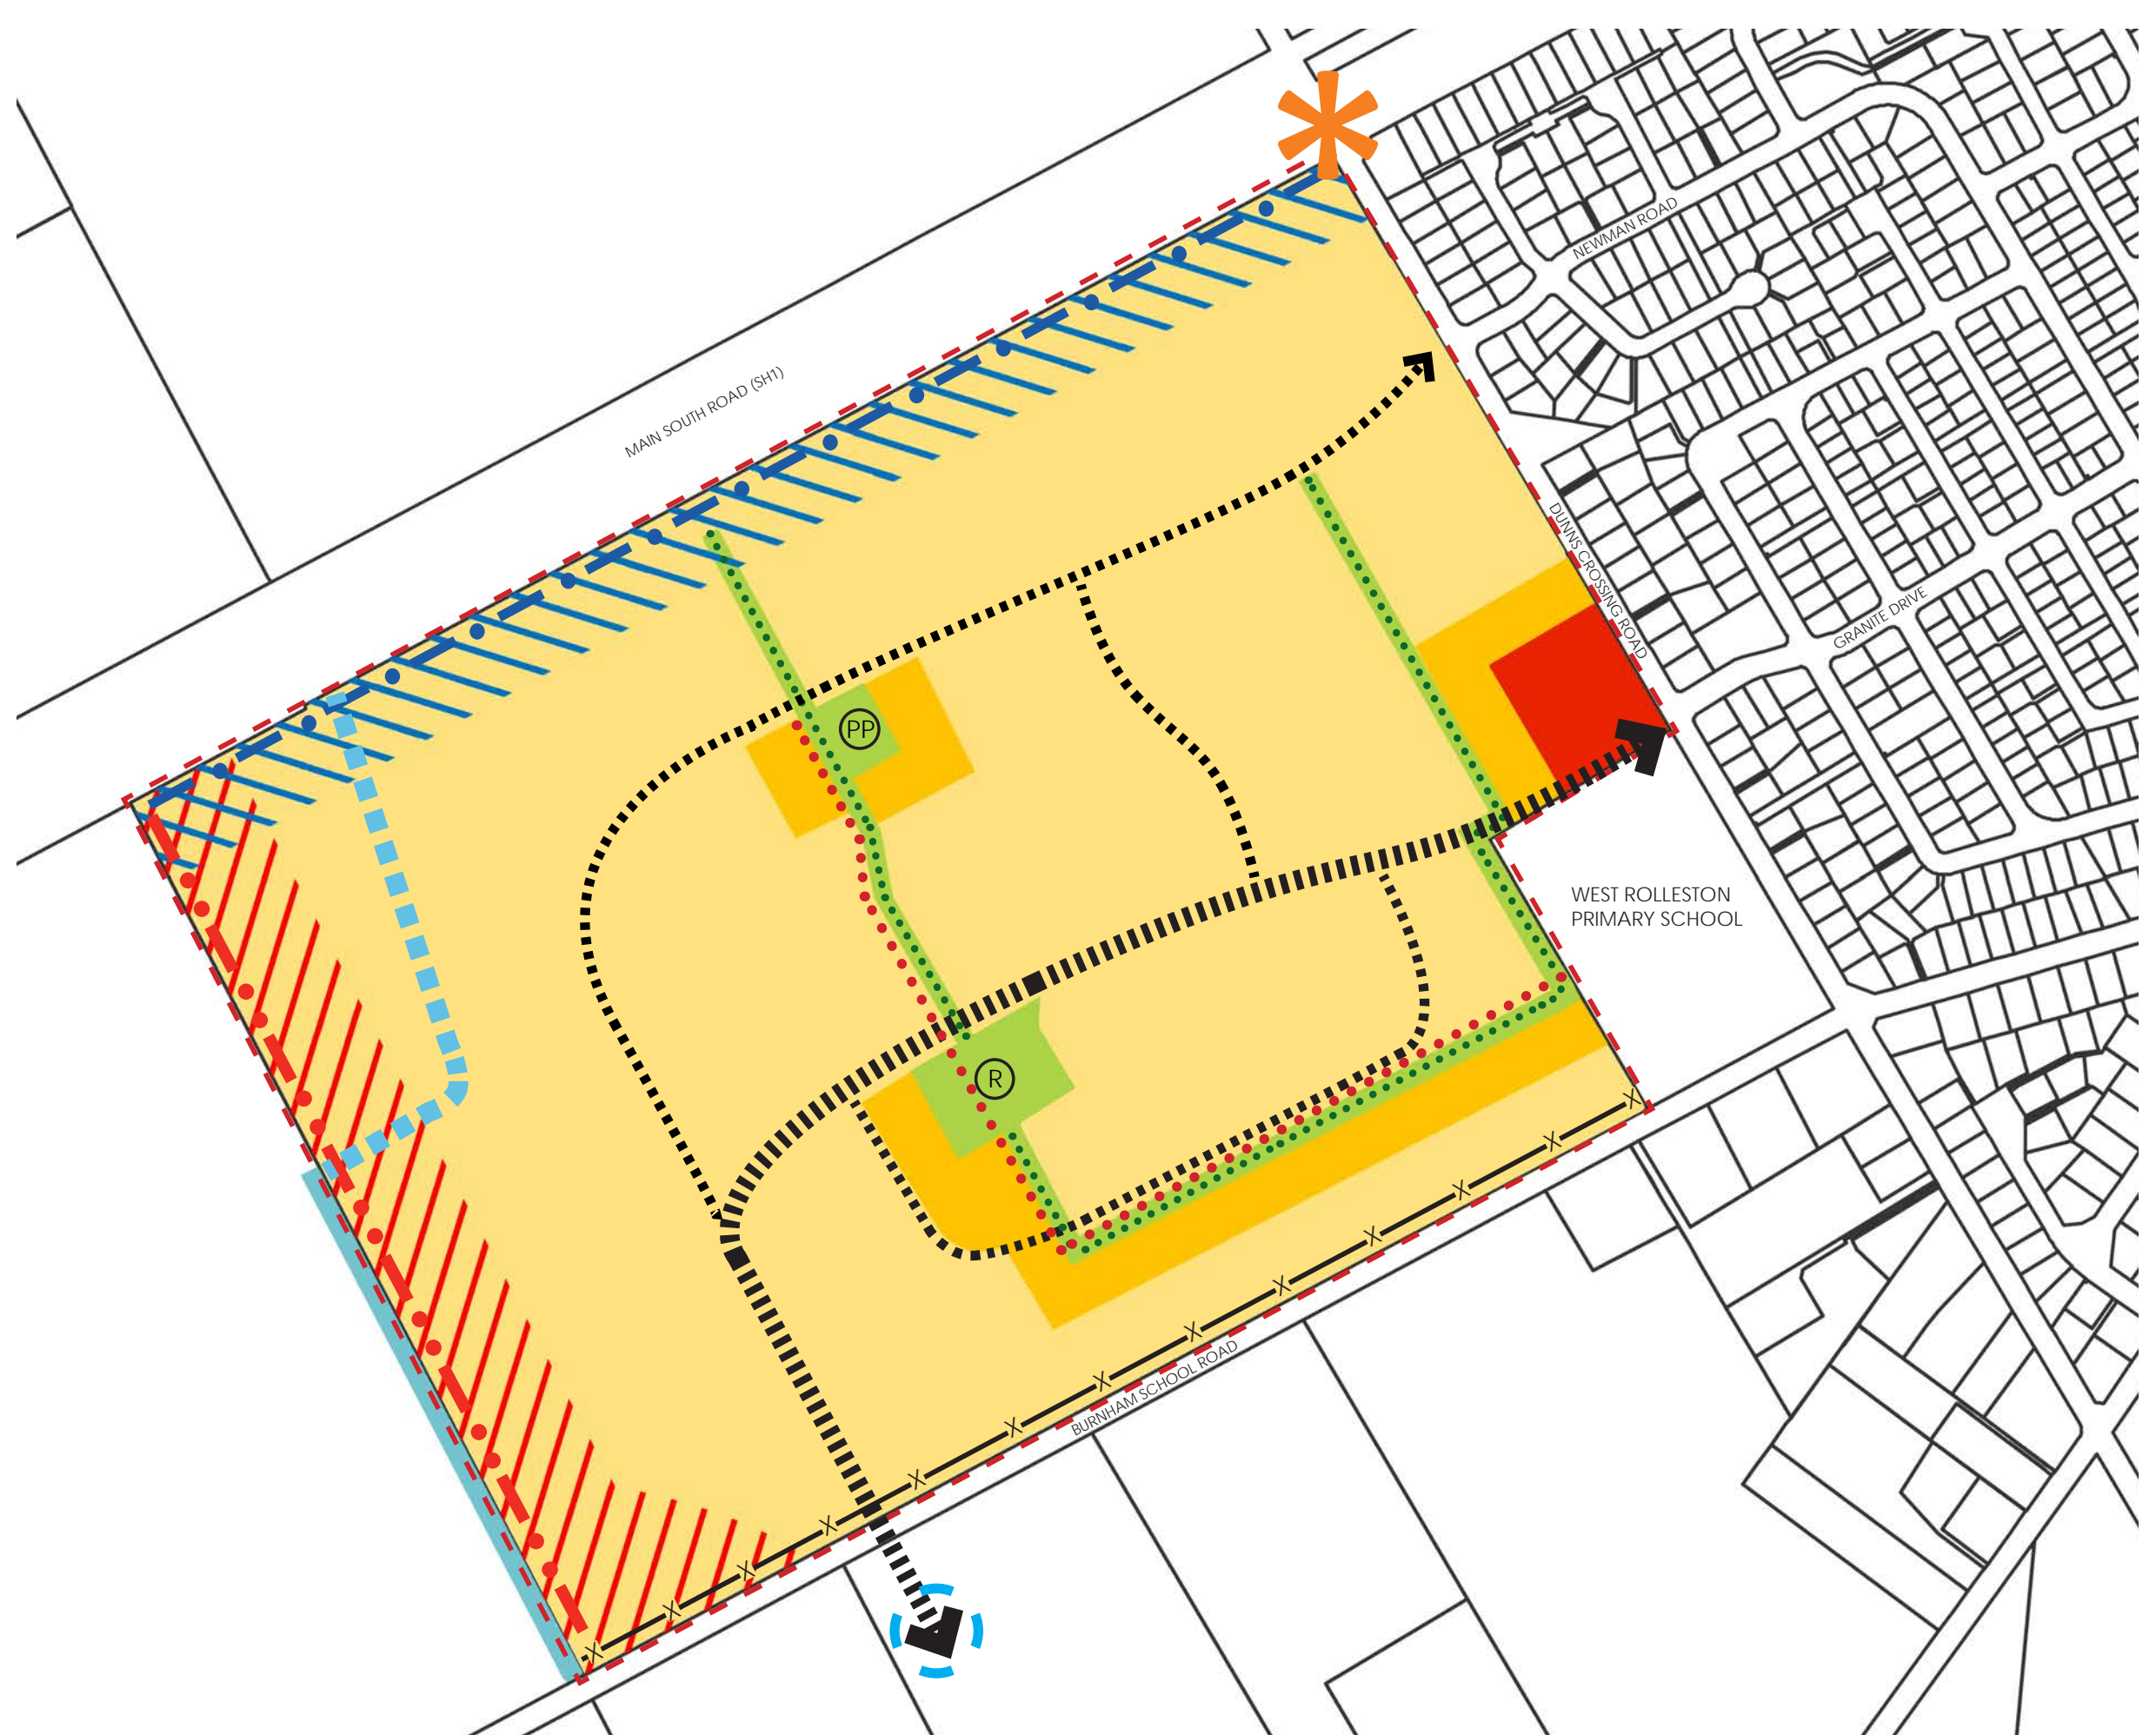 NEWMAN ROAD
MAIN SOUTH ROAD (SH1)
DUNNS CROSSING ROAD
GRANITE DRIVE
PP
WEST ROLLESTON
PRIMARY SCHOOL
R
BURNHAM SCHOOL ROAD